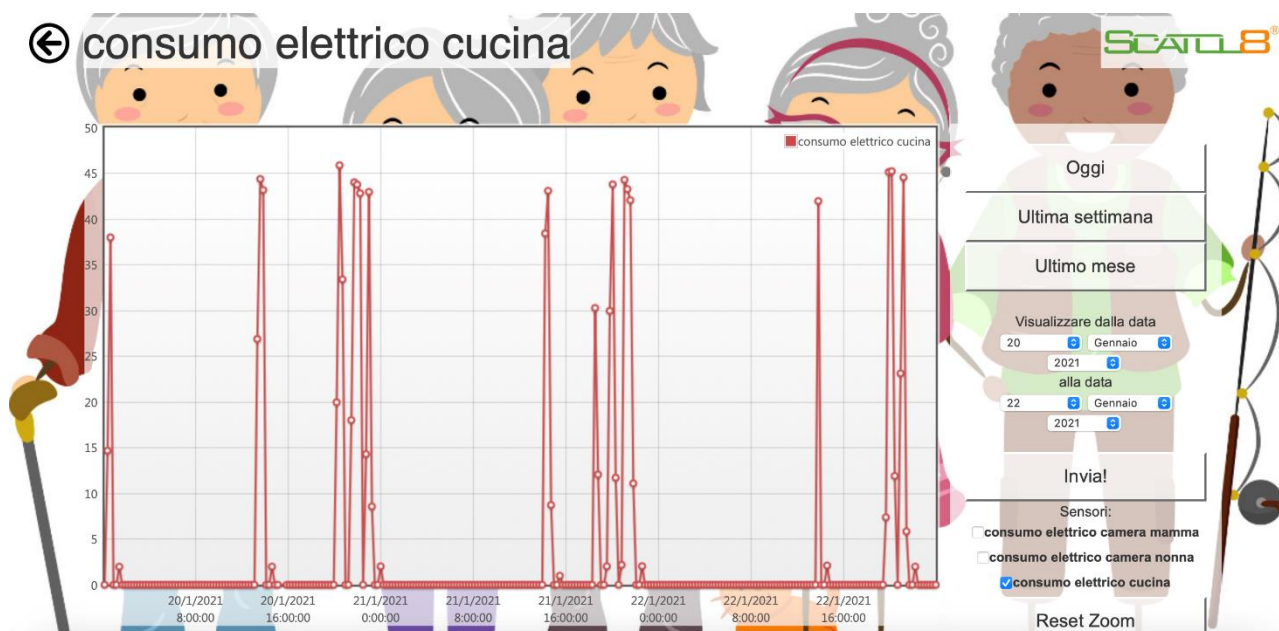 consumo elettrico cucina
SCATOL8®
50
45
40
35
30
25
20
15
10
5
0
consumo elettrico cucina
20/1/2021
8:00:00
20/1/2021
16:00:00
21/1/2021
0:00:00
21/1/2021
8:00:00
21/1/2021
16:00:00
22/1/2021
0:00:00
22/1/2021
8:00:00
22/1/2021
16:00:00
Oggi
Ultima settimana
Ultimo mese
Visualizzare dalla data
20 Gennaio
2021
alla data
22 Gennaio
2021
Invia!
Sensori:
consumo elettrico camera mamma
consumo elettrico camera nonna
consumo elettrico cucina
Reset Zoom